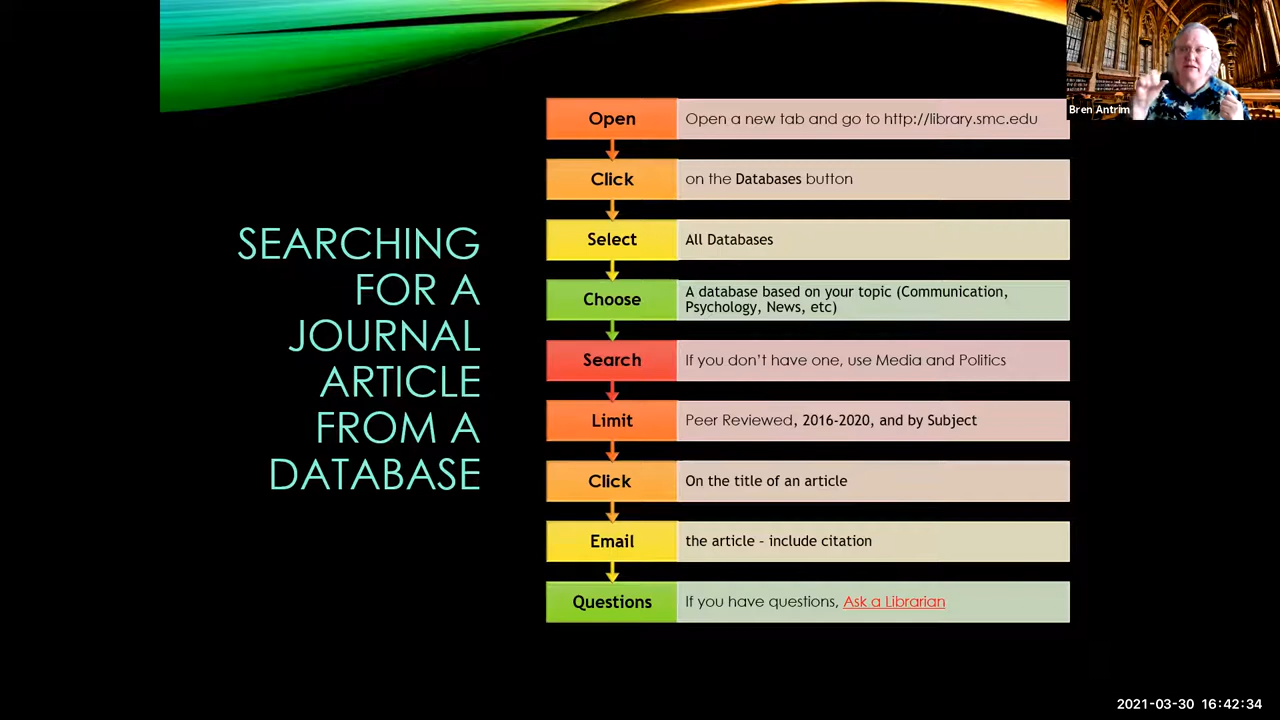 SEARCHING
FOR A
JOURNAL
ARTICLE
FROM A
DATABASE
Open
Open a new tab and go to http://library.smc.edu
Click
on the Databases button
Select
All Databases
Choose
A database based on your topic (Communication,
Psychology, News, etc)
Search
If you don't have one, use Media and Politics
Limit
Peer Reviewed, 2016-2020, and by Subject
Click
On the title of an article
Email
the article - include citation
Questions
If you have questions, Ask a Librarian
Bren Antrim
2021-03-30 16:42:34